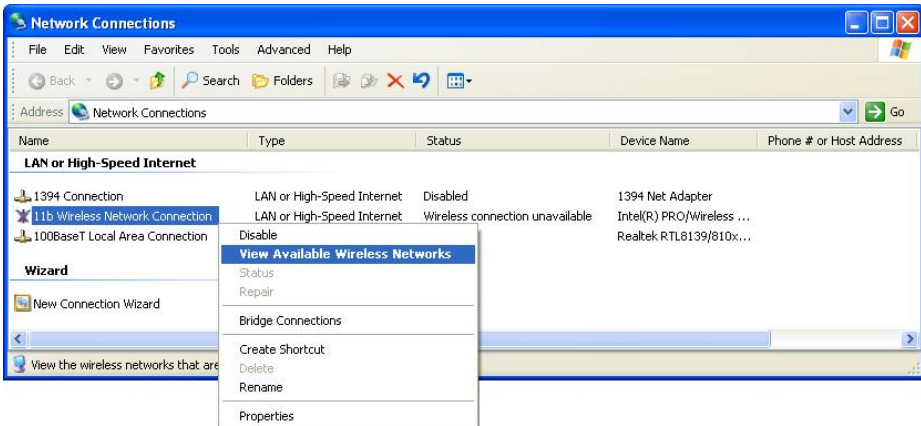 Network Connections
File Edit View Favorites Tools Advanced Help
Back Search Folders
Address Network Connections Go
Name Type Status Device Name Phone # or Host Address
LAN or High-Speed Internet
1394 Connection LAN or High-Speed Internet Disabled 1394 Net Adapter
11b Wireless Network Connection LAN or High-Speed Internet Wireless connection unavailable Intel(R) PRO/Wireless ...
100BaseT Local Area Connection Realtek RTL8139/810x...
Disable
View Available Wireless Networks
Status
Repair
Bridge Connections
Create Shortcut
Delete
Rename
Properties
Wizard
New Connection Wizard
View the wireless networks that are